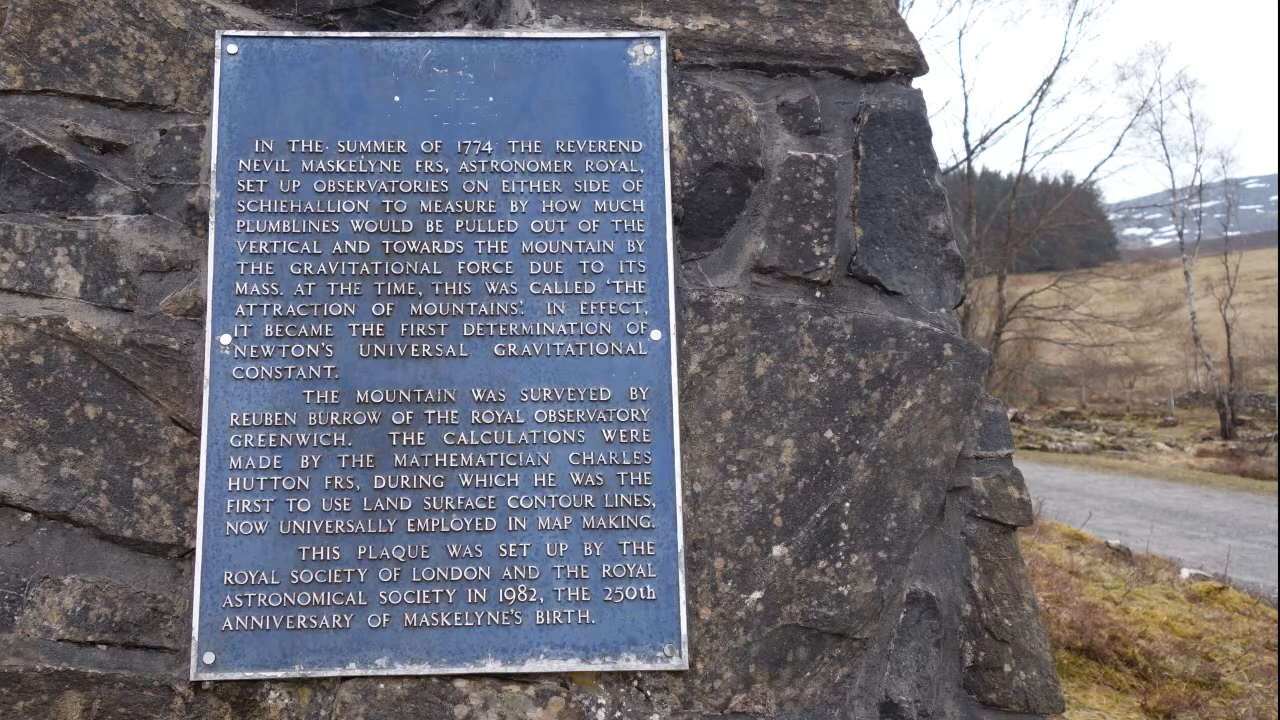 IN THE SUMMER OF 1774 THE REVEREND
NEVIL MASKELYNE FRS, ASTRONOMER ROYAL,
SET UP OBSERVATORIES ON EITHER SIDE OF
SCHIEHALLION TO MEASURE BY HOW MUCH
PLUMBLINES WOULD BE PULLED OUT OF THE
VERTICAL AND TOWARDS THE MOUNTAIN BY
THE GRAVITATIONAL FORCE DUE TO ITS
MASS. AT THE TIME, THIS WAS CALLED 'THE
ATTRACTION OF MOUNTAINS'. IN EFFECT,
IT BECAME THE FIRST DETERMINATION OF
NEWTON'S UNIVERSAL GRAVITATIONAL
CONSTANT.
THE MOUNTAIN WAS SURVEYED BY
REUBEN BURROW OF THE ROYAL OBSERVATORY
GREENWICH. THE CALCULATIONS WERE
MADE BY THE MATHEMATICIAN CHARLES
HUTTON FRS, DURING WHICH HE WAS THE
FIRST TO USE LAND SURFACE CONTOUR LINES,
NOW UNIVERSALLY EMPLOYED IN MAP MAKING.
THIS PLAQUE WAS SET UP BY THE
ROYAL SOCIETY OF LONDON AND THE ROYAL
ASTRONOMICAL SOCIETY IN 1982, THE 250th
ANNIVERSARY OF MASKELYNE'S BIRTH.